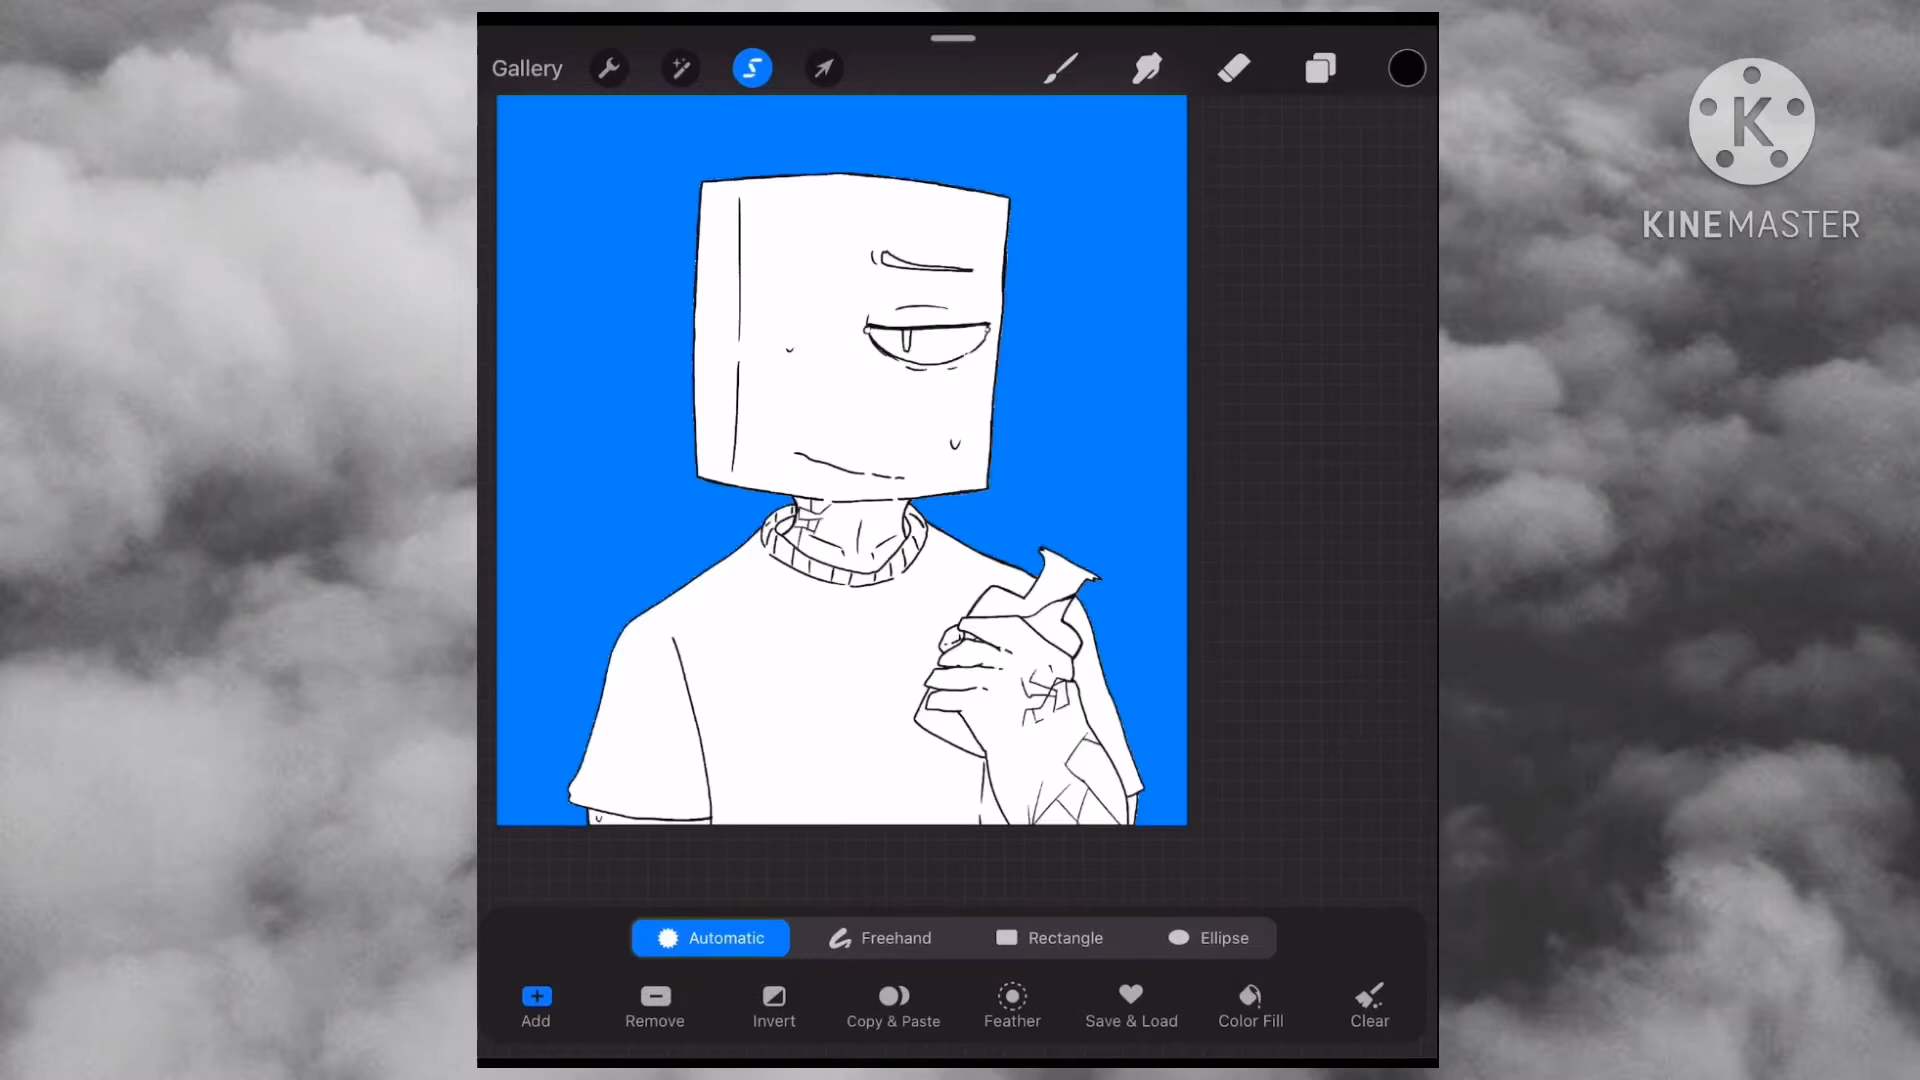 Gallery
K
KINEMASTER
Automatic
Freehand
Rectangle
Ellipse
Add
Remove
Invert
Copy & Paste
Feather
Save & Load
Color Fill
Clear